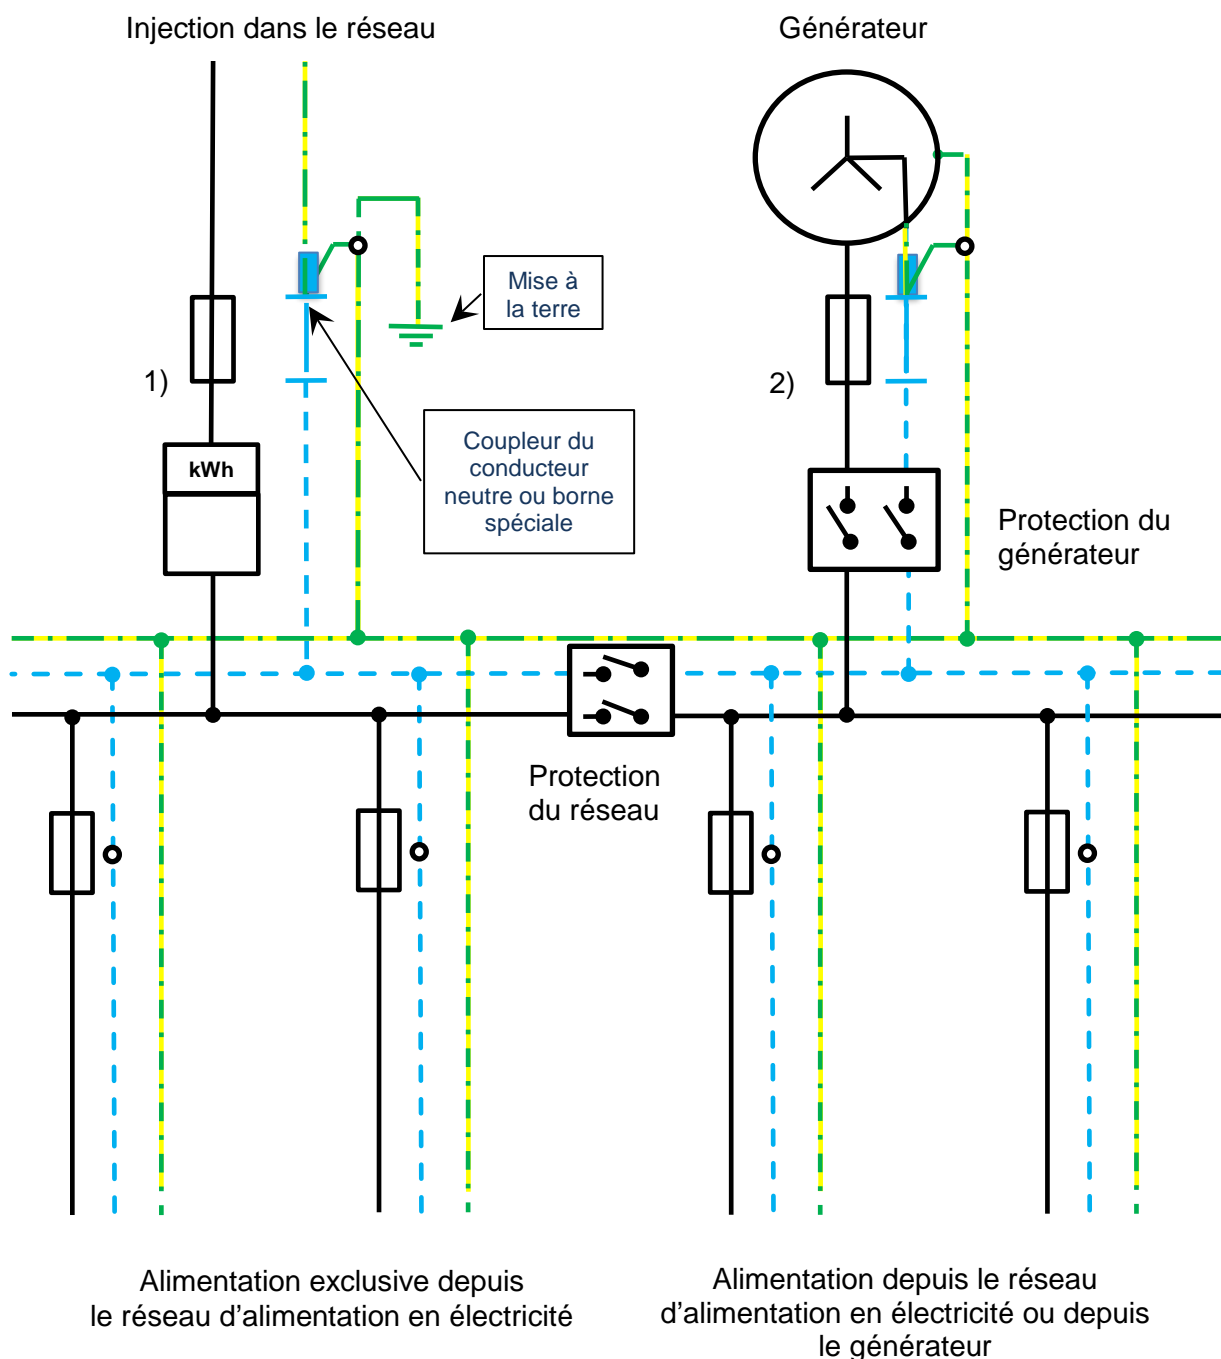 Injection dans le réseau
Générateur
Mise à
la terre
1)
2)
Coupleur du
conducteur
neutre ou borne
spéciale
kWh
Protection du
générateur
Protection
du réseau
Alimentation exclusive depuis
le réseau d’alimentation en électricité
Alimentation depuis le réseau
d’alimentation en électricité ou depuis
le générateur